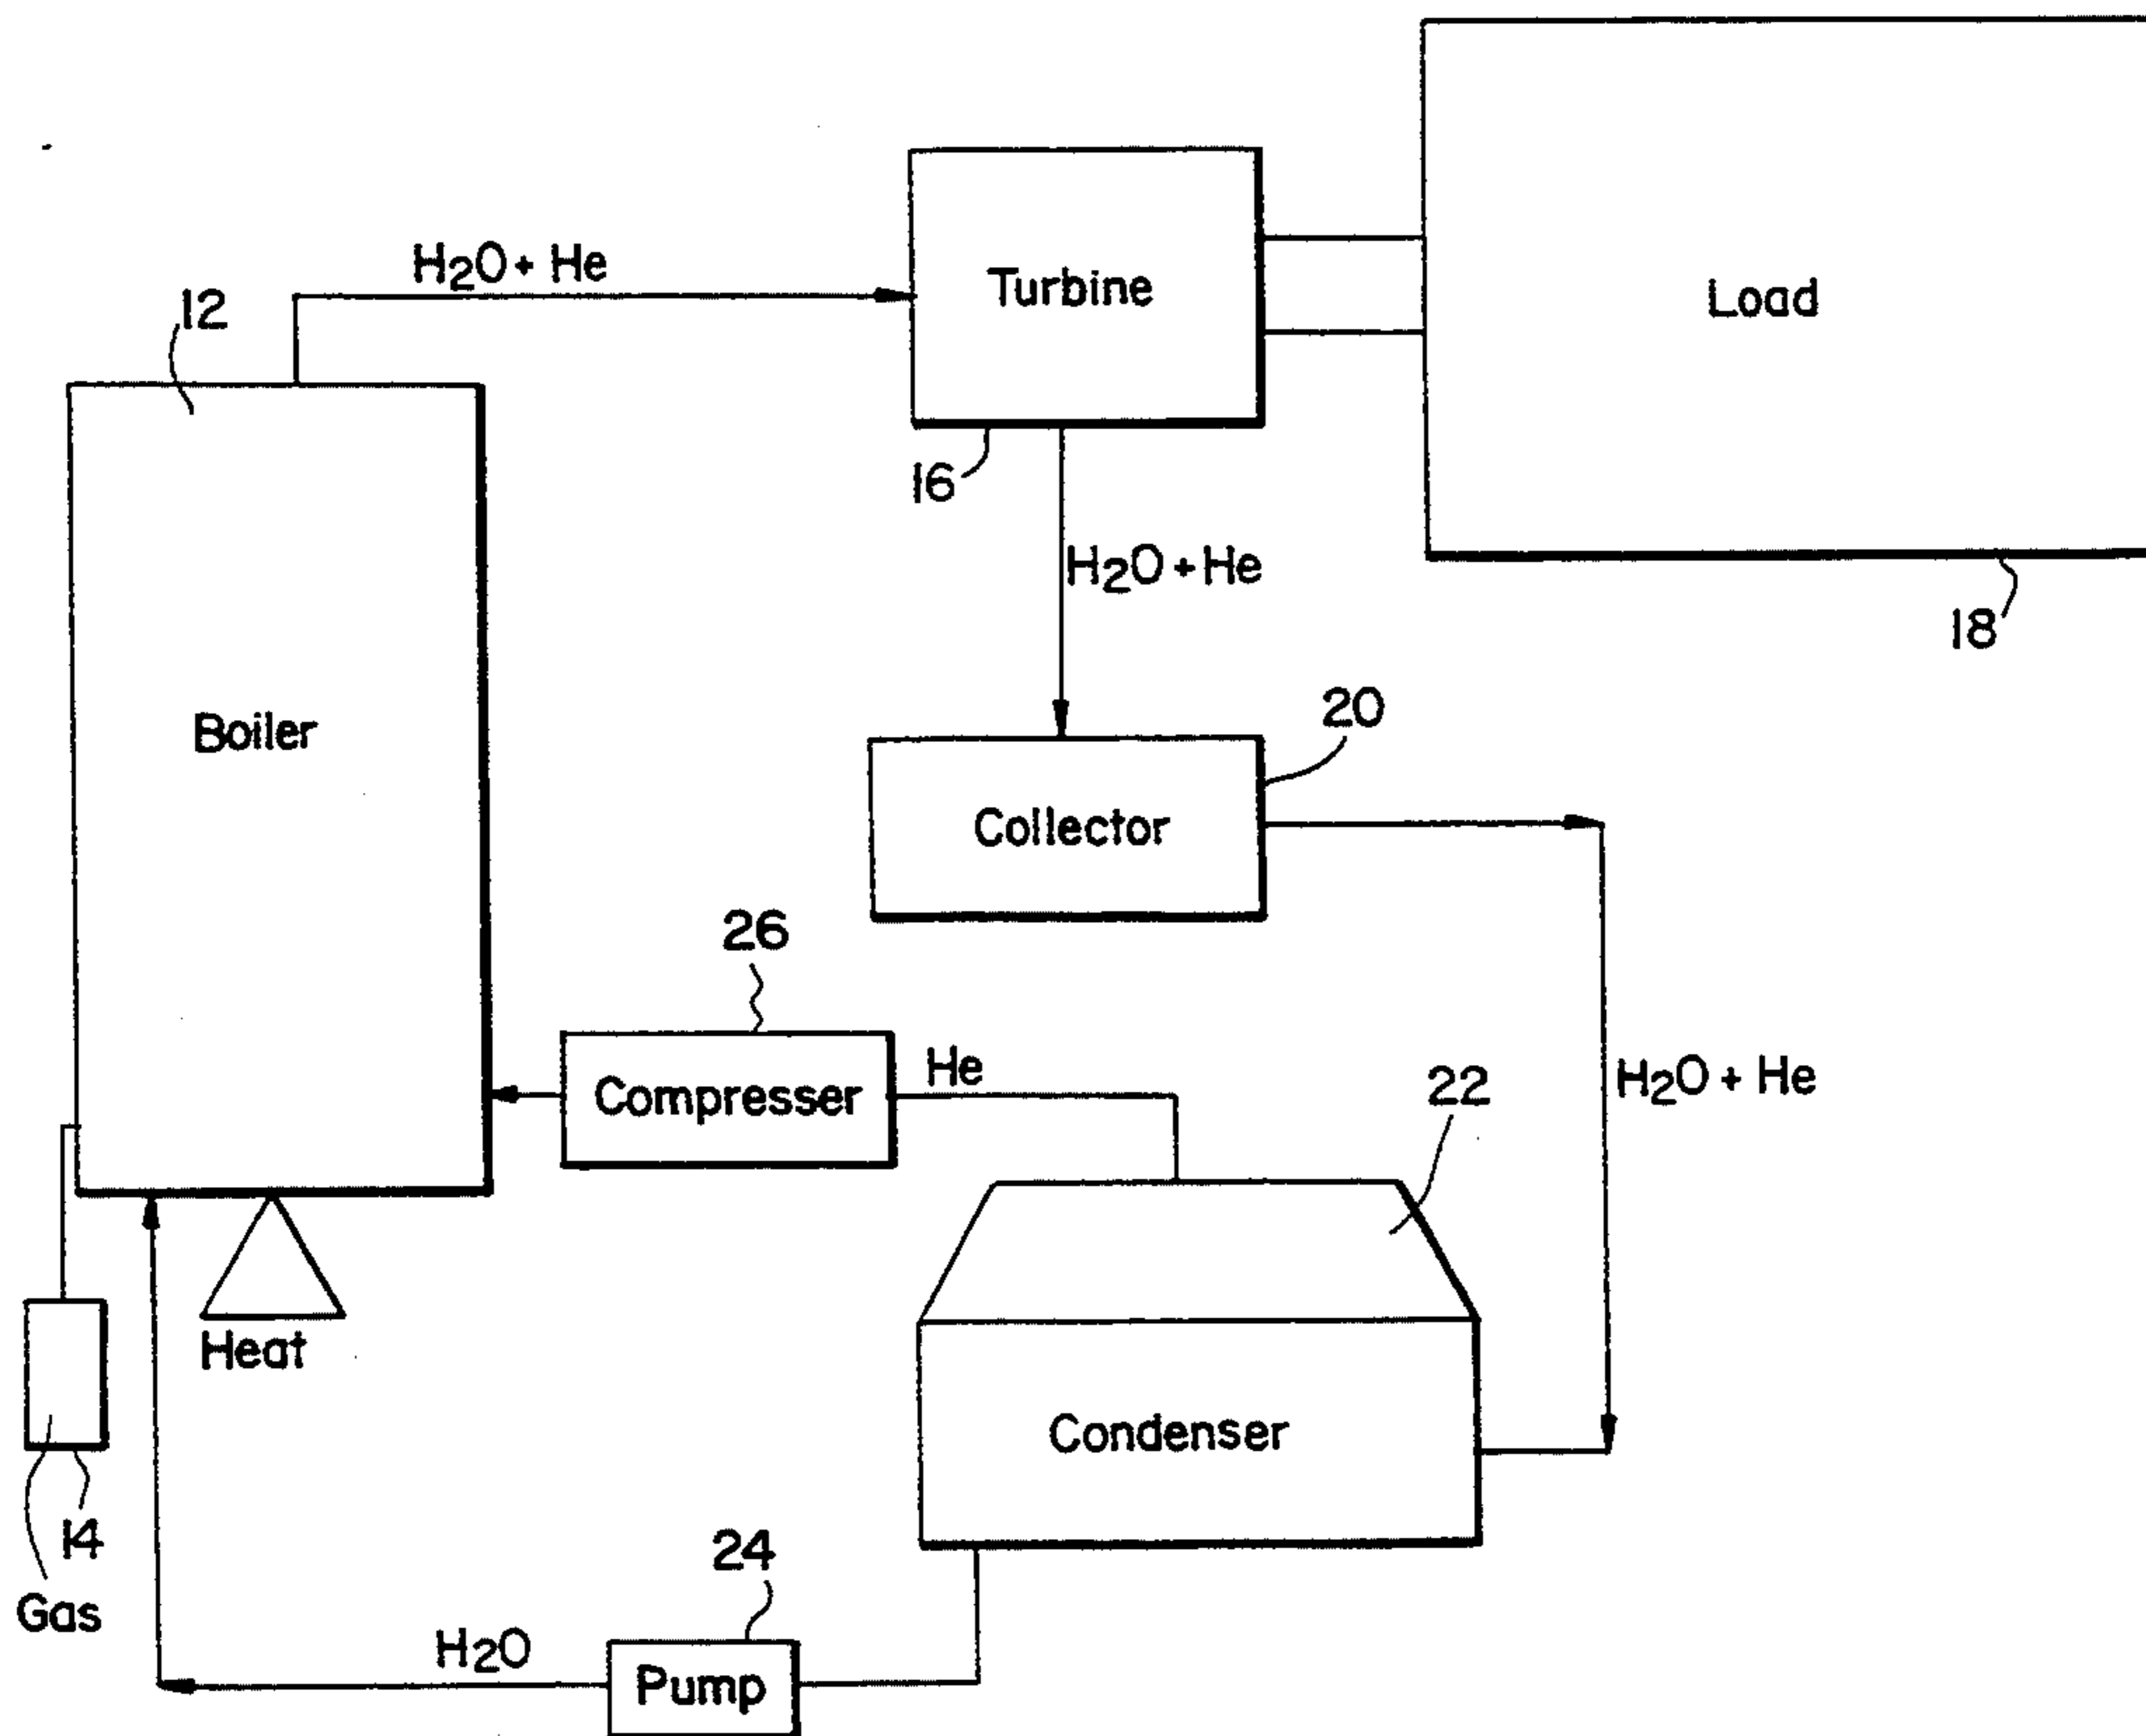 H2O + He
Turbine
Load
12
16
H2O + He
18
Boiler
20
Collector
26
Compresser
He
22
H2O + He
Heat
Condenser
14
Gas
24
H2O
Pump